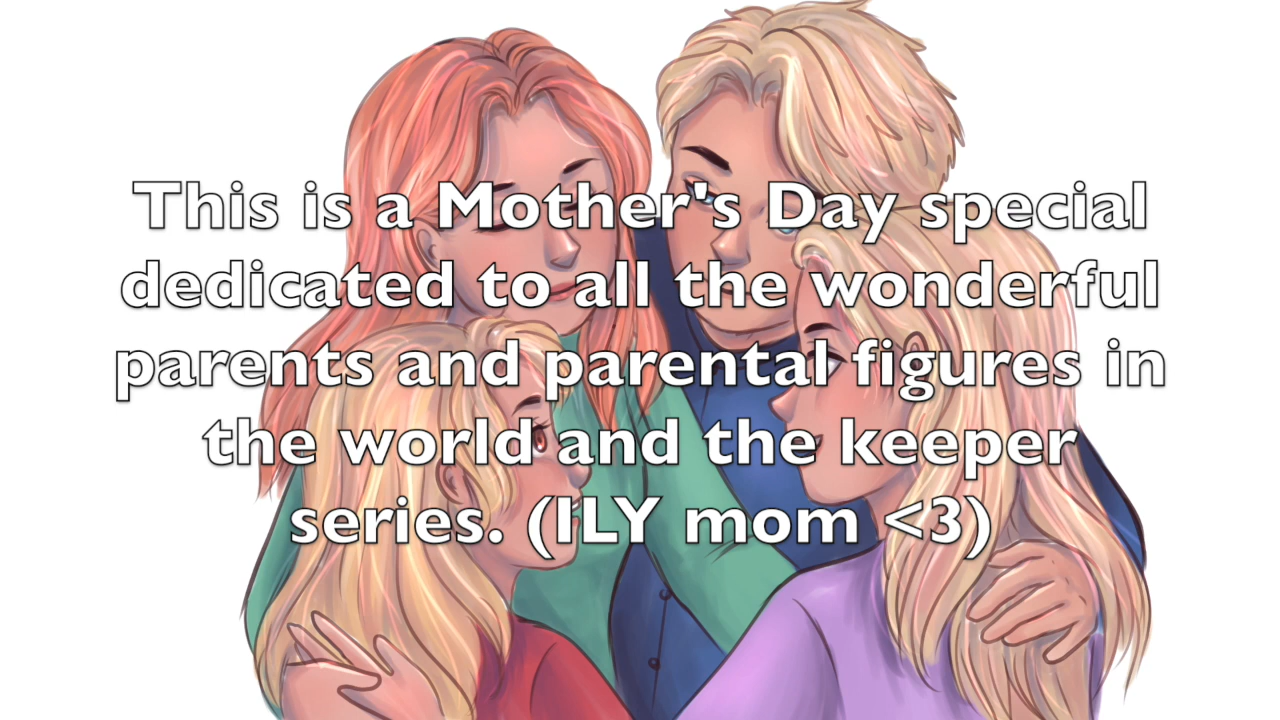 This is a Mother's Day special
dedicated to all the wonderful
parents and parental figures in
the world and the keeper
series. (ILY mom <3)